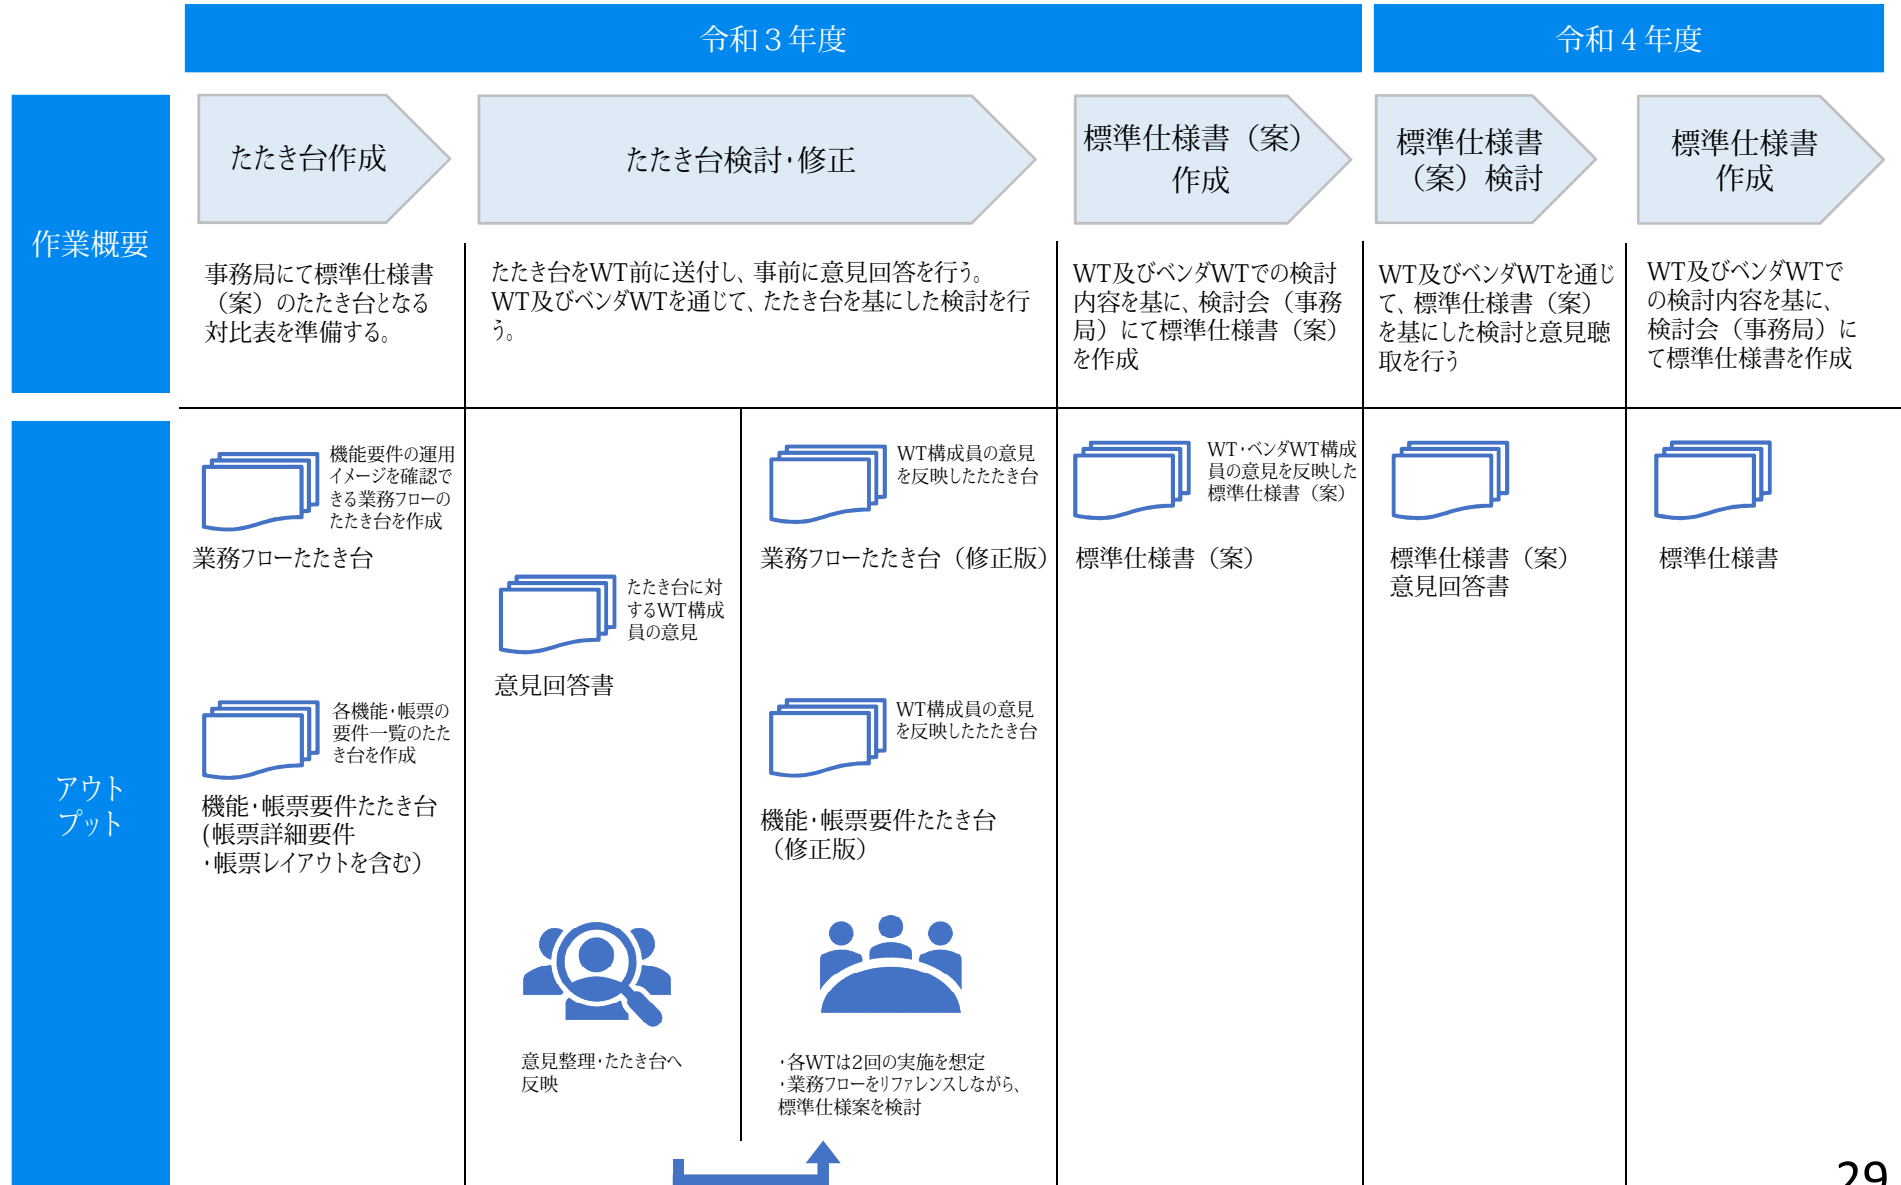 令和３年度
令和４年度
作業概要
たたき台作成
たたき台検討・修正
標準仕様書（案）
作成
標準仕様書
（案）検討
標準仕様書
作成
事務局にて標準仕様書
（案）のたたき台となる
対比表を準備する。
たたき台をWT前に送付し、事前に意見回答を行う。
WT及びベンダWTを通じて、たたき台を基にした検討を行
う。
WT及びベンダWTでの検討
内容を基に、検討会（事務
局）にて標準仕様書（案）
を作成
WT及びベンダWTを通じ
て、標準仕様書（案）
を基にした検討と意見聴
取を行う
WT及びベンダWTで
の検討内容を基に、
検討会（事務局）に
て標準仕様書を作成
アウト
プット
機能要件の運用
イメージを確認で
きる業務フローの
たたき台を作成
業務フローたたき台
各機能・帳票の
要件一覧のたた
き台を作成
機能・帳票要件たたき台
(帳票詳細要件
・帳票レイアウトを含む）
たたき台に対
するWT構成
員の意見
意見回答書
意見整理・たたき台へ
反映
WT構成員の意見
を反映したたたき台
業務フローたたき台（修正版）
WT構成員の意見
を反映したたたき台
機能・帳票要件たたき台
（修正版）
・各WTは2回の実施を想定
・業務フローをリファレンスしながら、
標準仕様案を検討
WT・ベンダWT構成
員の意見を反映した
標準仕様書（案）
標準仕様書（案）
標準仕様書（案）
意見回答書
標準仕様書
29